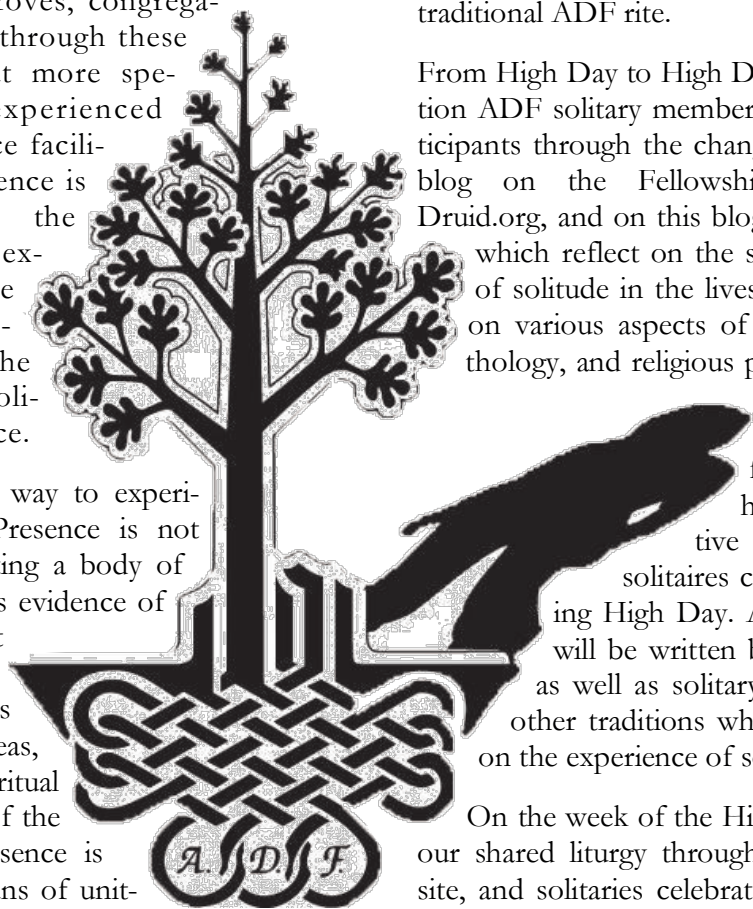 roves, congrega-
through these
t more spe-
experienced
ce facili-
ence is
the
ex-
e
-
he
oli-
ce.
way to experi-
Presence is not
ing a body of
s evidence of
t
s
eas,
ritual
f the
sence is
ns of unit-
traditional ADF rite.
From High Day to High D
tion ADF solitary member
ticipants through the chan
blog on the Fellowshi
Druid.org, and on this blog
which reflect on the s
of solitude in the lives
on various aspects of
thology, and religious p
f
h
tive
solitaires c
ing High Day. A
will be written b
as well as solitary
other traditions wh
on the experience of s
On the week of the Hi
our shared liturgy through
site, and solitaries celebrat
A. D. F.